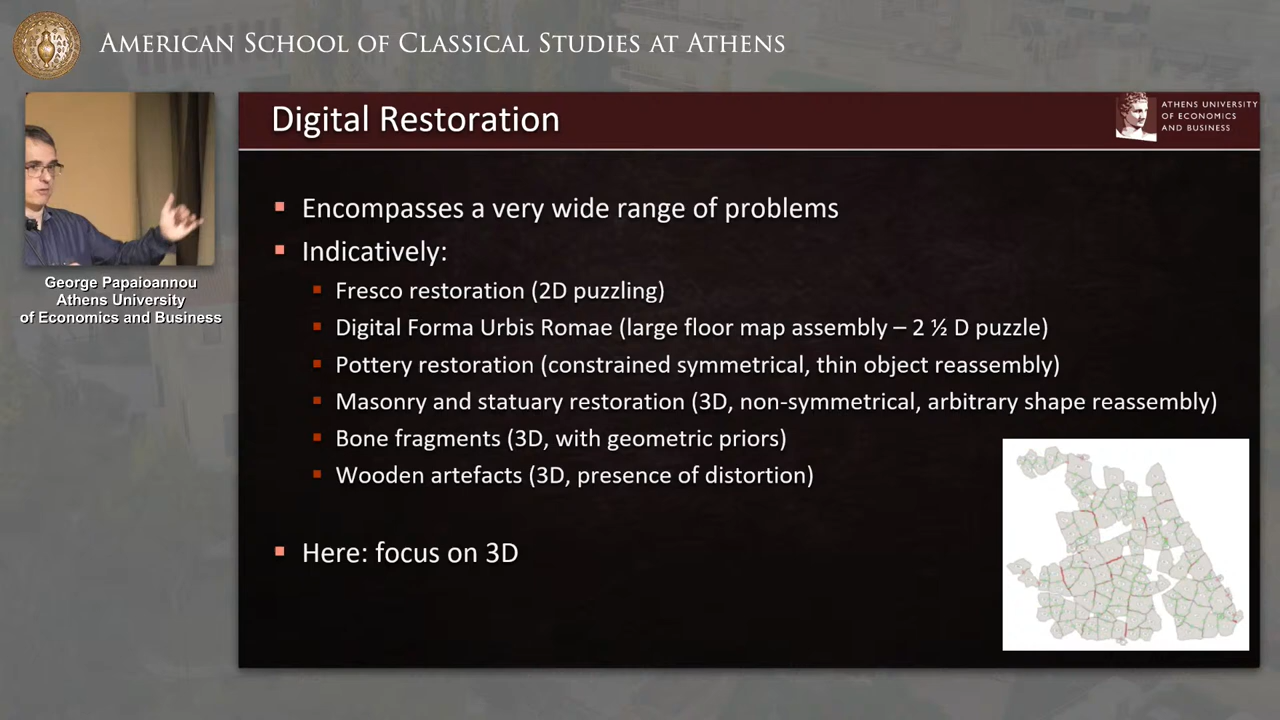 AMERICAN SCHOOL OF CLASSICAL STUDIES AT ATHENS
Digital Restoration
ATHENS UNIVERSITY
OF ECONOMICS
AND BUSINESS
Encompasses a very wide range of problems
Indicatively:
Fresco restoration (2D puzzling)
Digital Forma Urbis Romae (large floor map assembly – 2 ½ D puzzle)
Pottery restoration (constrained symmetrical, thin object reassembly)
Masonry and statuary restoration (3D, non-symmetrical, arbitrary shape reassembly)
Bone fragments (3D, with geometric priors)
Wooden artefacts (3D, presence of distortion)
Here: focus on 3D
George Papaioannou
Athens University
of Economics and Business